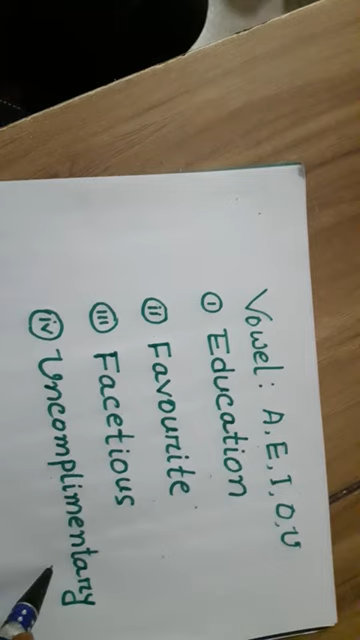 Vowel: A, E, I, O, U
(i) Education
(ii) Favourite
(iii) Facetious
(iv) Uncomplimentary